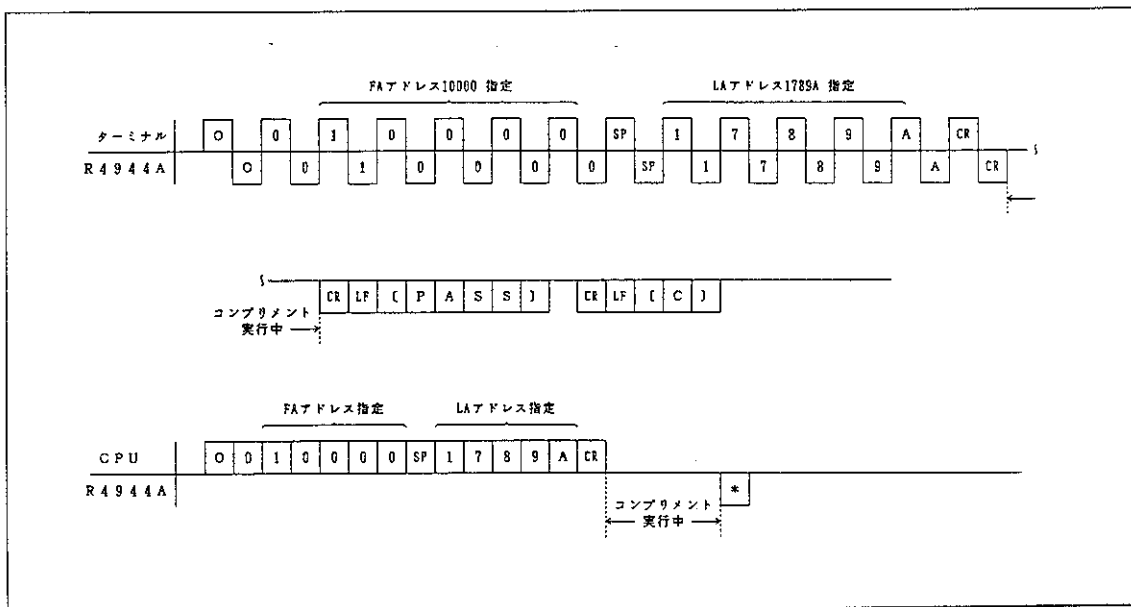 FAアドレス10000 指定 LAアドレス1789A 指定
ターミナル O 0 1 0 0 0 0 SP 1 7 8 9 A CR
R4944A O 0 1 0 0 0 0 SP 1 7 8 9 A CR
CR LF [ P A S S ] CR LF [ C ]
コンプリメント
実行中
FAアドレス指定 LAアドレス指定
CPU O 0 1 0 0 0 0 SP 1 7 8 9 A CR
R4944A *
コンプリメント
実行中